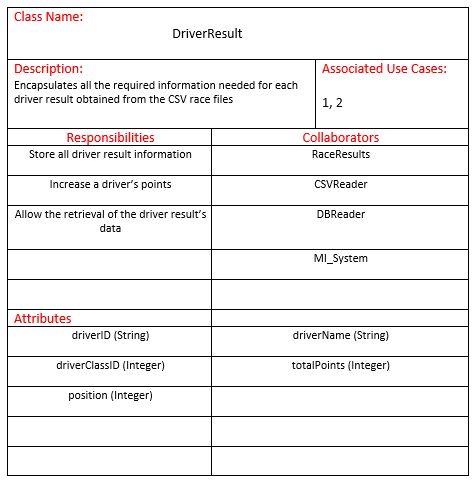 Class Name:
DriverResult
Description:
Encapsulates all the required information needed for each
driver result obtained from the CSV race files
Associated Use Cases:
1, 2
Responsibilities
Collaborators
Store all driver result information
RaceResults
Increase a driver's points
CSVReader
Allow the retrieval of the driver result's
data
DBReader
MI_System
Attributes
driverID (String)
driverName (String)
driverClassID (Integer)
totalPoints (Integer)
position (Integer)